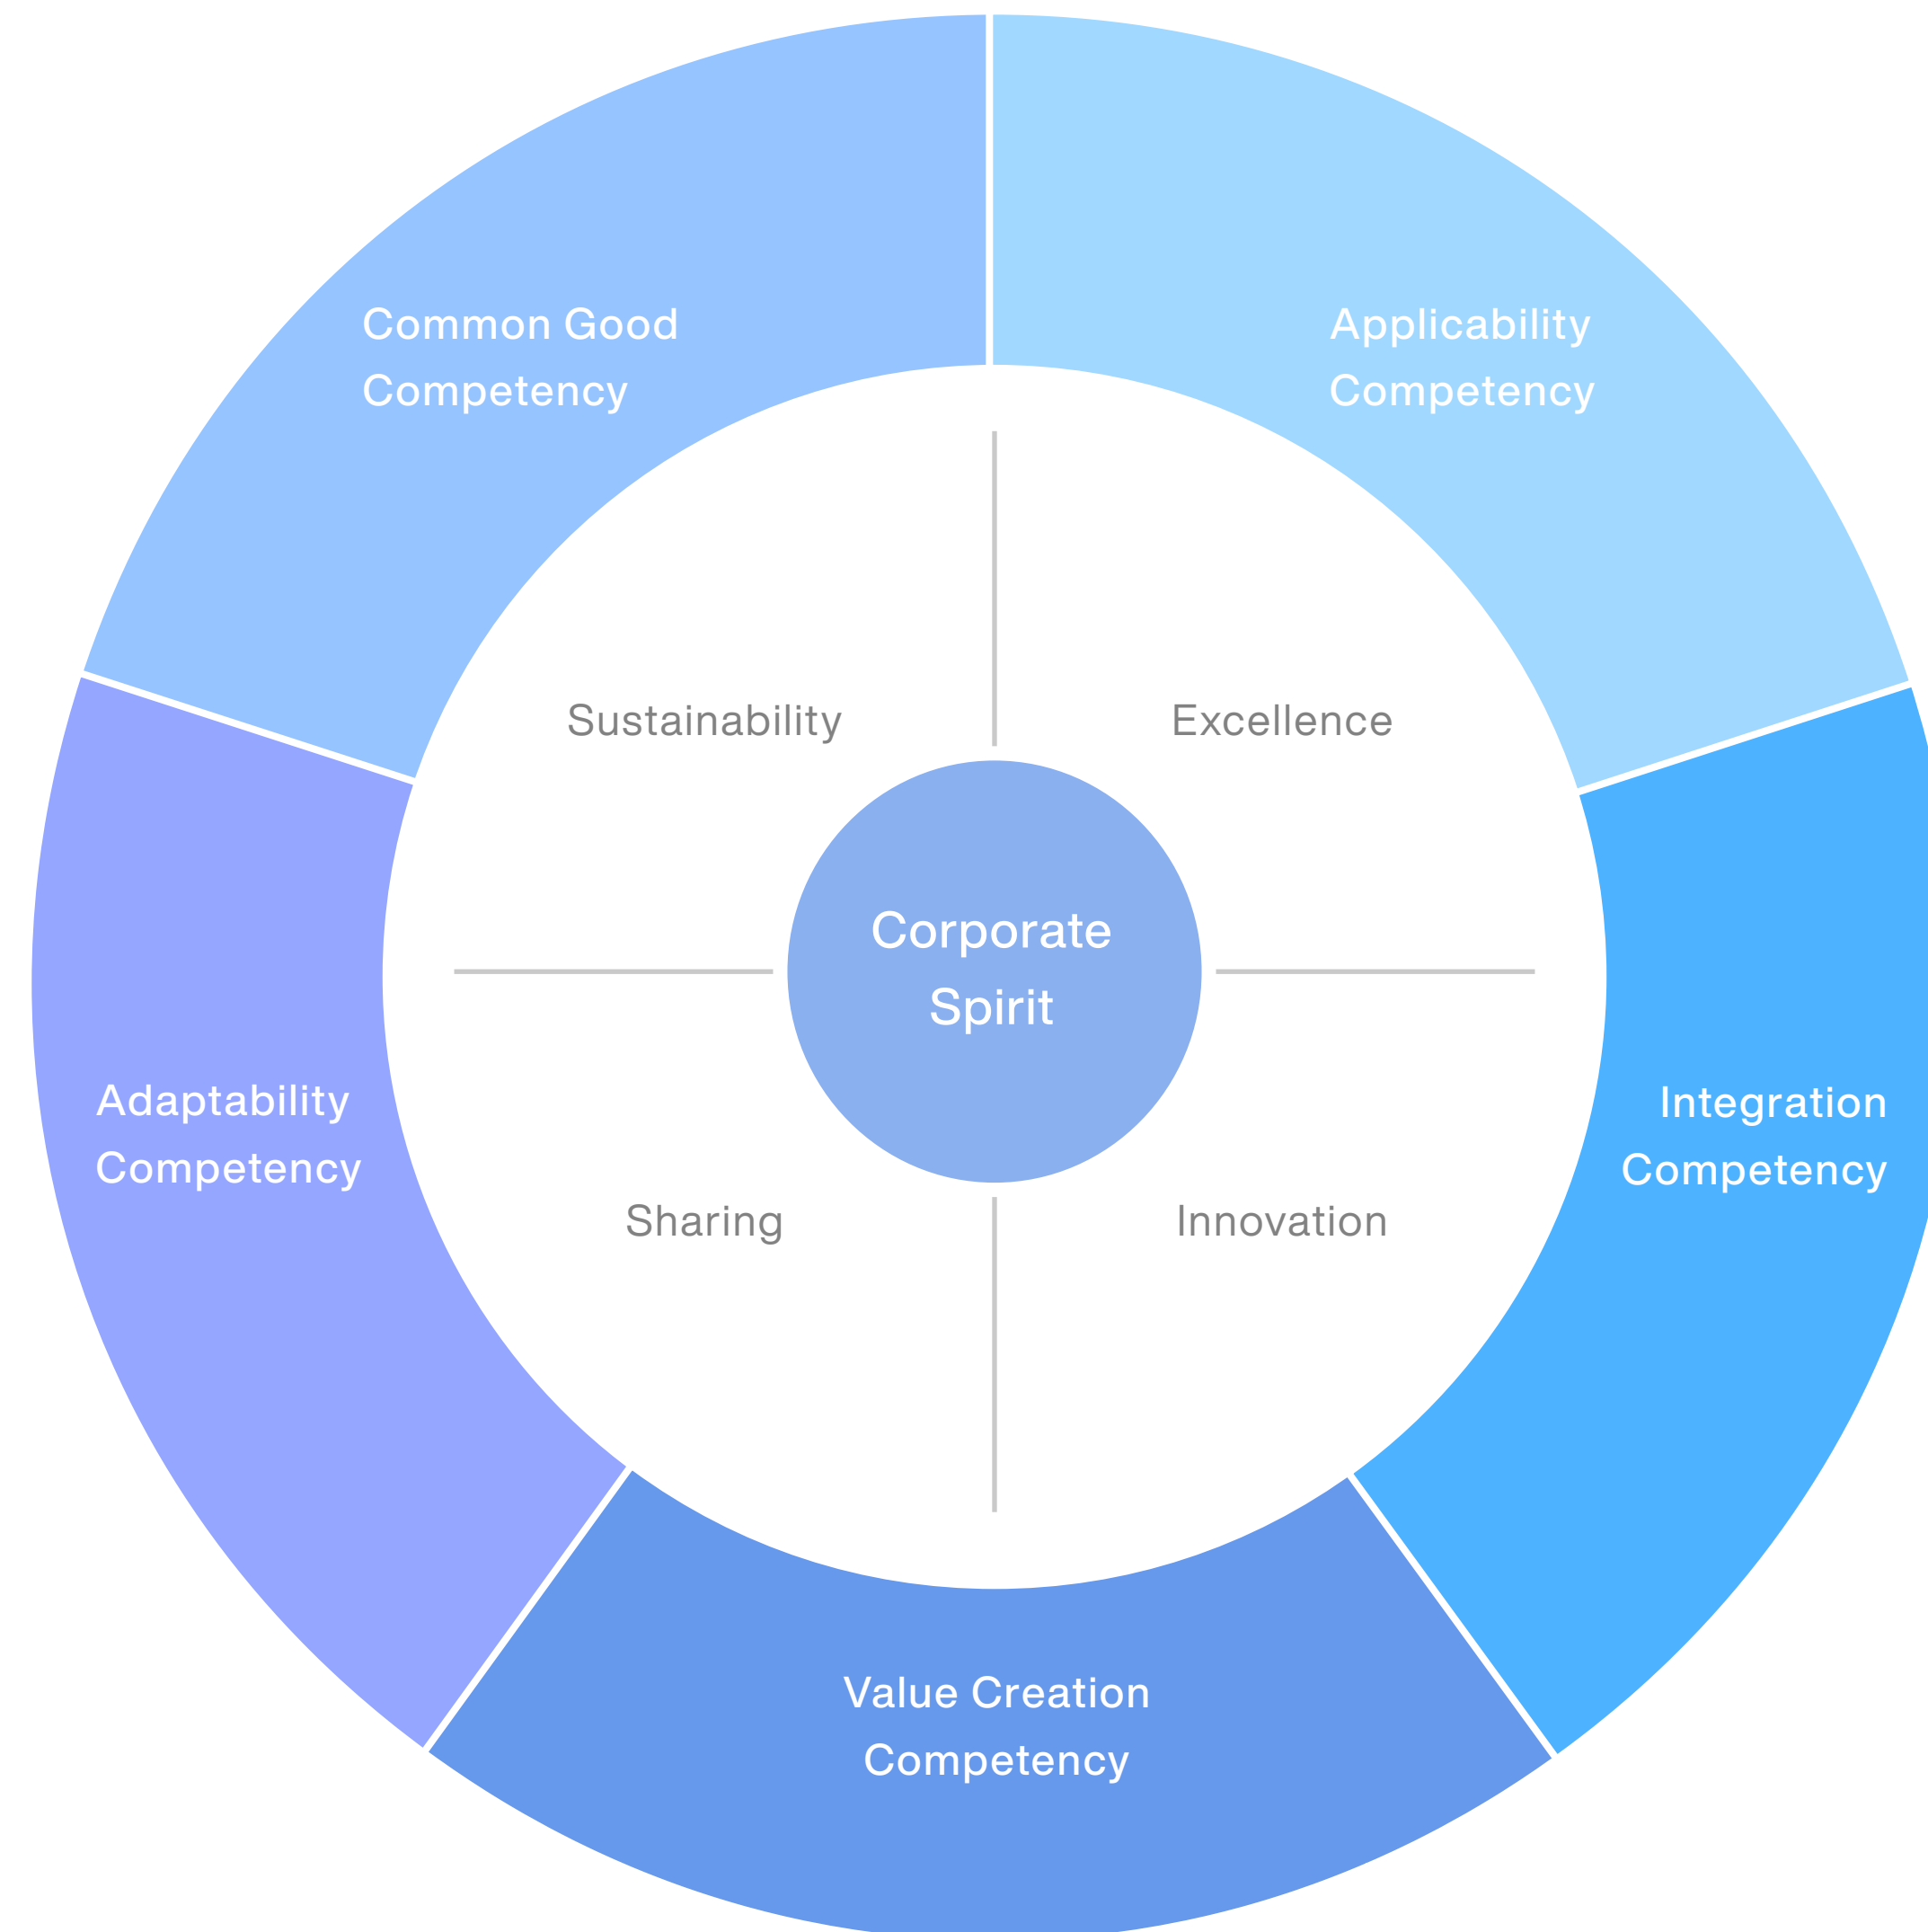 Common Good
Competency
Applicability
Competency
Sustainability
Excellence
Corporate
Spirit
Adaptability
Competency
Integration
Competency
Sharing
Innovation
Value Creation
Competency